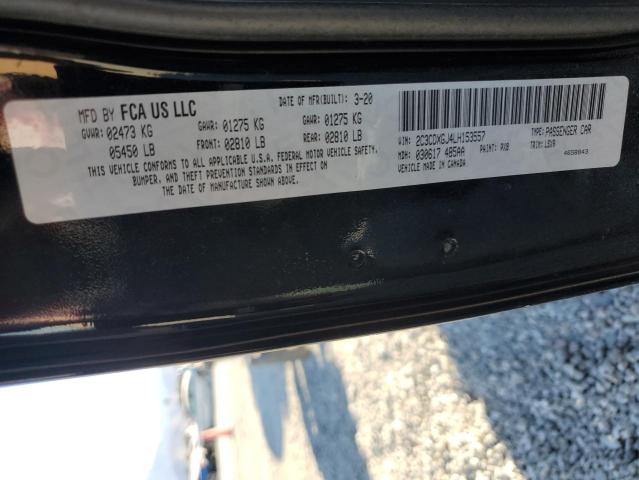 MFD BY FCA US LLC
DATE OF MFR(BUILT): 3-20
GVWR: 02473 KG
GAWR: 01275 KG
GAWR: 01275 KG
05450 LB
FRONT: 02810 LB
REAR: 02810 LB
THIS VEHICLE CONFORMS TO ALL APPLICABLE U.S.A. FEDERAL MOTOR VEHICLE SAFETY,
BUMPER, AND THEFT PREVENTION STANDARDS IN EFFECT ON
THE DATE OF MANUFACTURE SHOWN ABOVE.
VIN: 2C3CDXGJ4LH153557
TYPE: PASSENGER CAR
MDH: 030617 485AH
PAINT: PX8
TRIM: LSX9
VEHICLE MADE IN CANADA
4658843